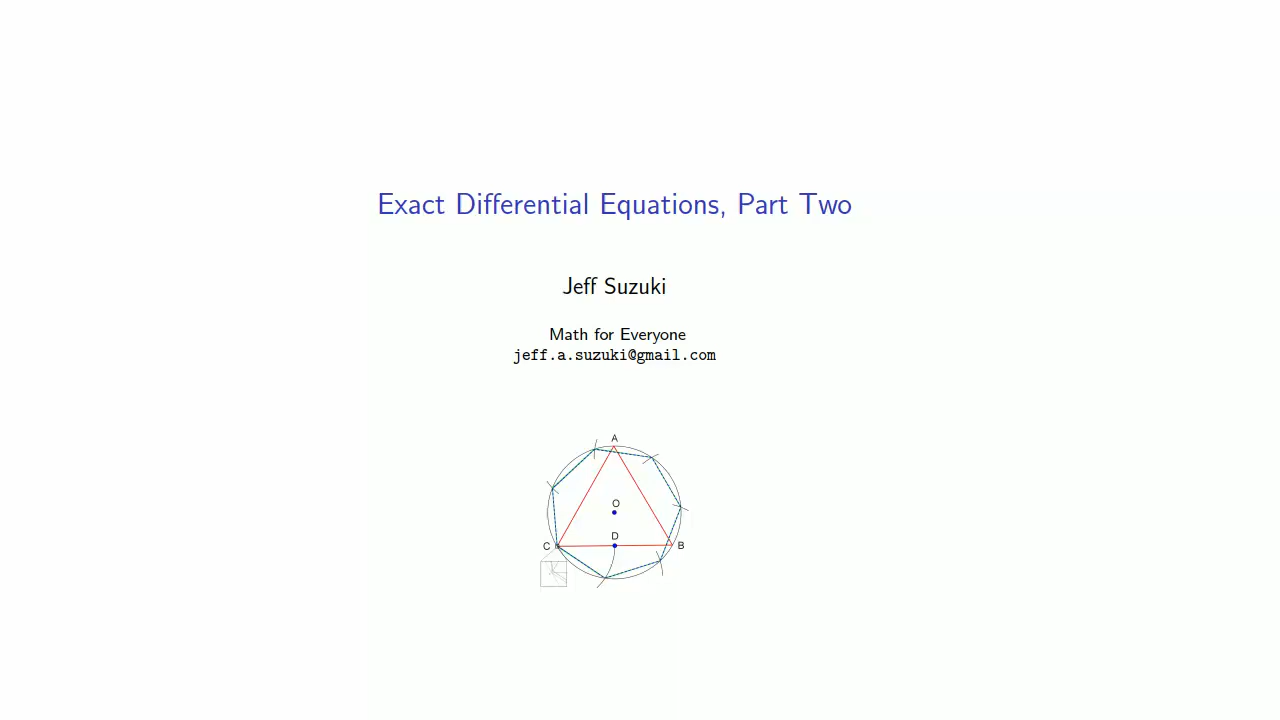 Exact Differential Equations, Part Two
Jeff Suzuki
Math for Everyone
jeff.a.suzuki@gmail.com
A
O
D
C
B